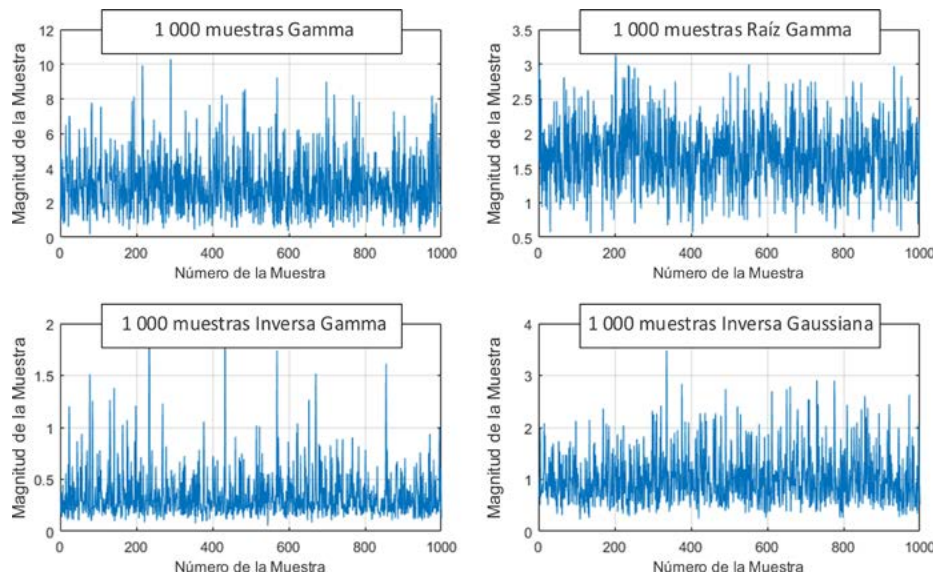 1 000 muestras Gamma
12
10
8
6
4
2
0
Magnitud de la Muestra
0 200 400 600 800 1000
Número de la Muestra
1 000 muestras Raíz Gamma
3.5
3
2.5
2
1.5
1
0.5
Magnitud de la Muestra
0 200 400 600 800 1000
Número de la Muestra
1 000 muestras Inversa Gamma
2
1.5
1
0.5
0
Magnitud de la Muestra
0 200 400 600 800 1000
Número de la Muestra
1 000 muestras Inversa Gaussiana
4
3
2
1
0
Magnitud de la Muestra
0 200 400 600 800 1000
Número de la Muestra